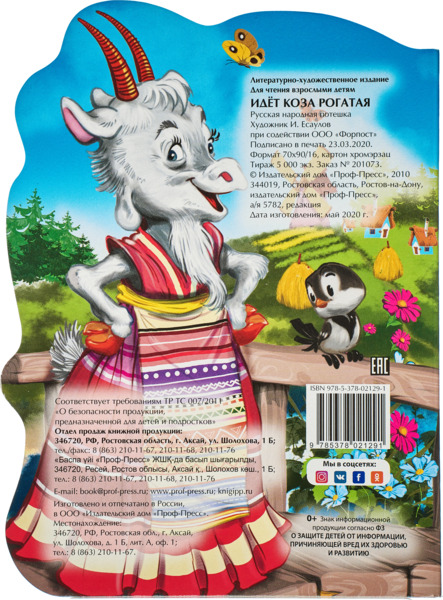 Литературно-художественное издание
Для чтения взрослыми детям
ИДЁТ КОЗА РОГАТАЯ
Русская народная потешка
Художник И. Есаулов
при содействии ООО «Форпост»
Подписано в печать 23.03.2020.
Формат 70х90/16, картон хромэрзац
Тираж 5 000 экз. Заказ № 201073.
© Издательский дом «Проф-Пресс», 2010
344019, Ростовская область, Ростов-на-Дону,
издательский дом «Проф-Пресс»,
а/я 5782, редакция
Дата изготовления: май 2020 г.
EAC
ISBN 978-5-378-02129-1
9 785378 021291
Соответствует требованиям ТР ТС 007/2011
«О безопасности продукции,
предназначенной для детей и подростков»
Отдел продаж книжной продукции:
346720, РФ, Ростовская область, г. Аксай, ул. Шолохова, 1 Б;
тел./факс: 8 (863) 210-11-67, 210-11-68, 210-11-76
«Баспа үйі «Проф-Пресс» ЖШҚ-да басып шығарылды,
346720, Ресей, Ростов облысы, Аксай қ., Шолохов көш., 1 Б;
тел.: 8 (863) 210-11-67, 210-11-68, 210-11-76
E-mail: book@prof-press.ru; www.prof-press.ru; knigipp.ru
Изготовлено и отпечатано в России,
в ООО «Издательский дом «Проф-Пресс».
Местонахождение:
346720, РФ, Ростовская область, г. Аксай,
ул. Шолохова, д. 1 Б, лит. А, оф. 1;
тел.: 8 (863) 210-11-67.
Мы в соцсетях:
0+ Знак информационной
продукции согласно ФЗ
О ЗАЩИТЕ ДЕТЕЙ ОТ ИНФОРМАЦИИ,
ПРИЧИНЯЮЩЕЙ ВРЕД ИХ ЗДОРОВЬЮ
И РАЗВИТИЮ